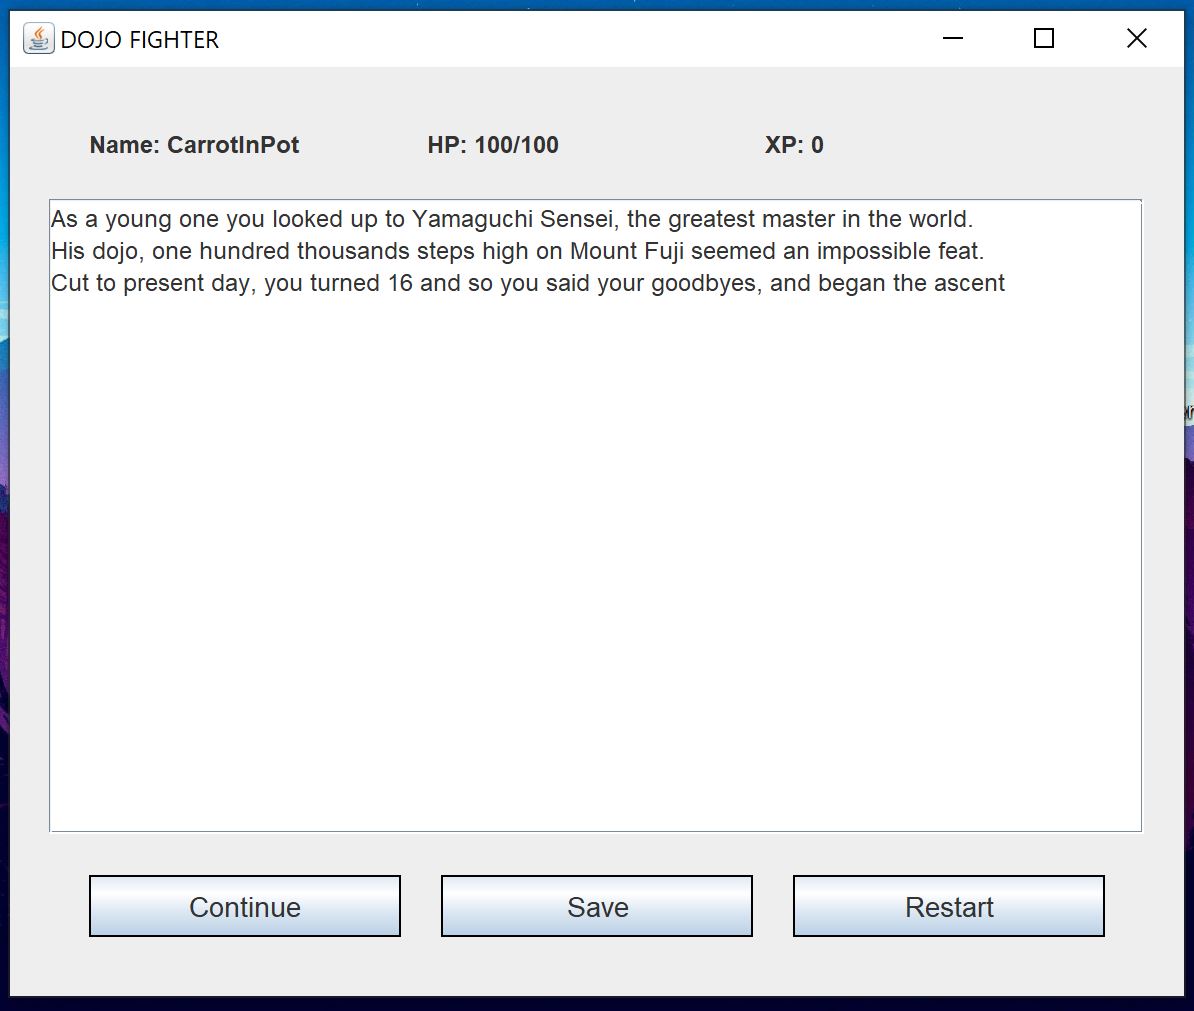 DOJO FIGHTER
Name: CarrotInPot HP: 100/100 XP: 0
As a young one you looked up to Yamaguchi Sensei, the greatest master in the world.
His dojo, one hundred thousands steps high on Mount Fuji seemed an impossible feat.
Cut to present day, you turned 16 and so you said your goodbyes, and began the ascent
Continue Save Restart